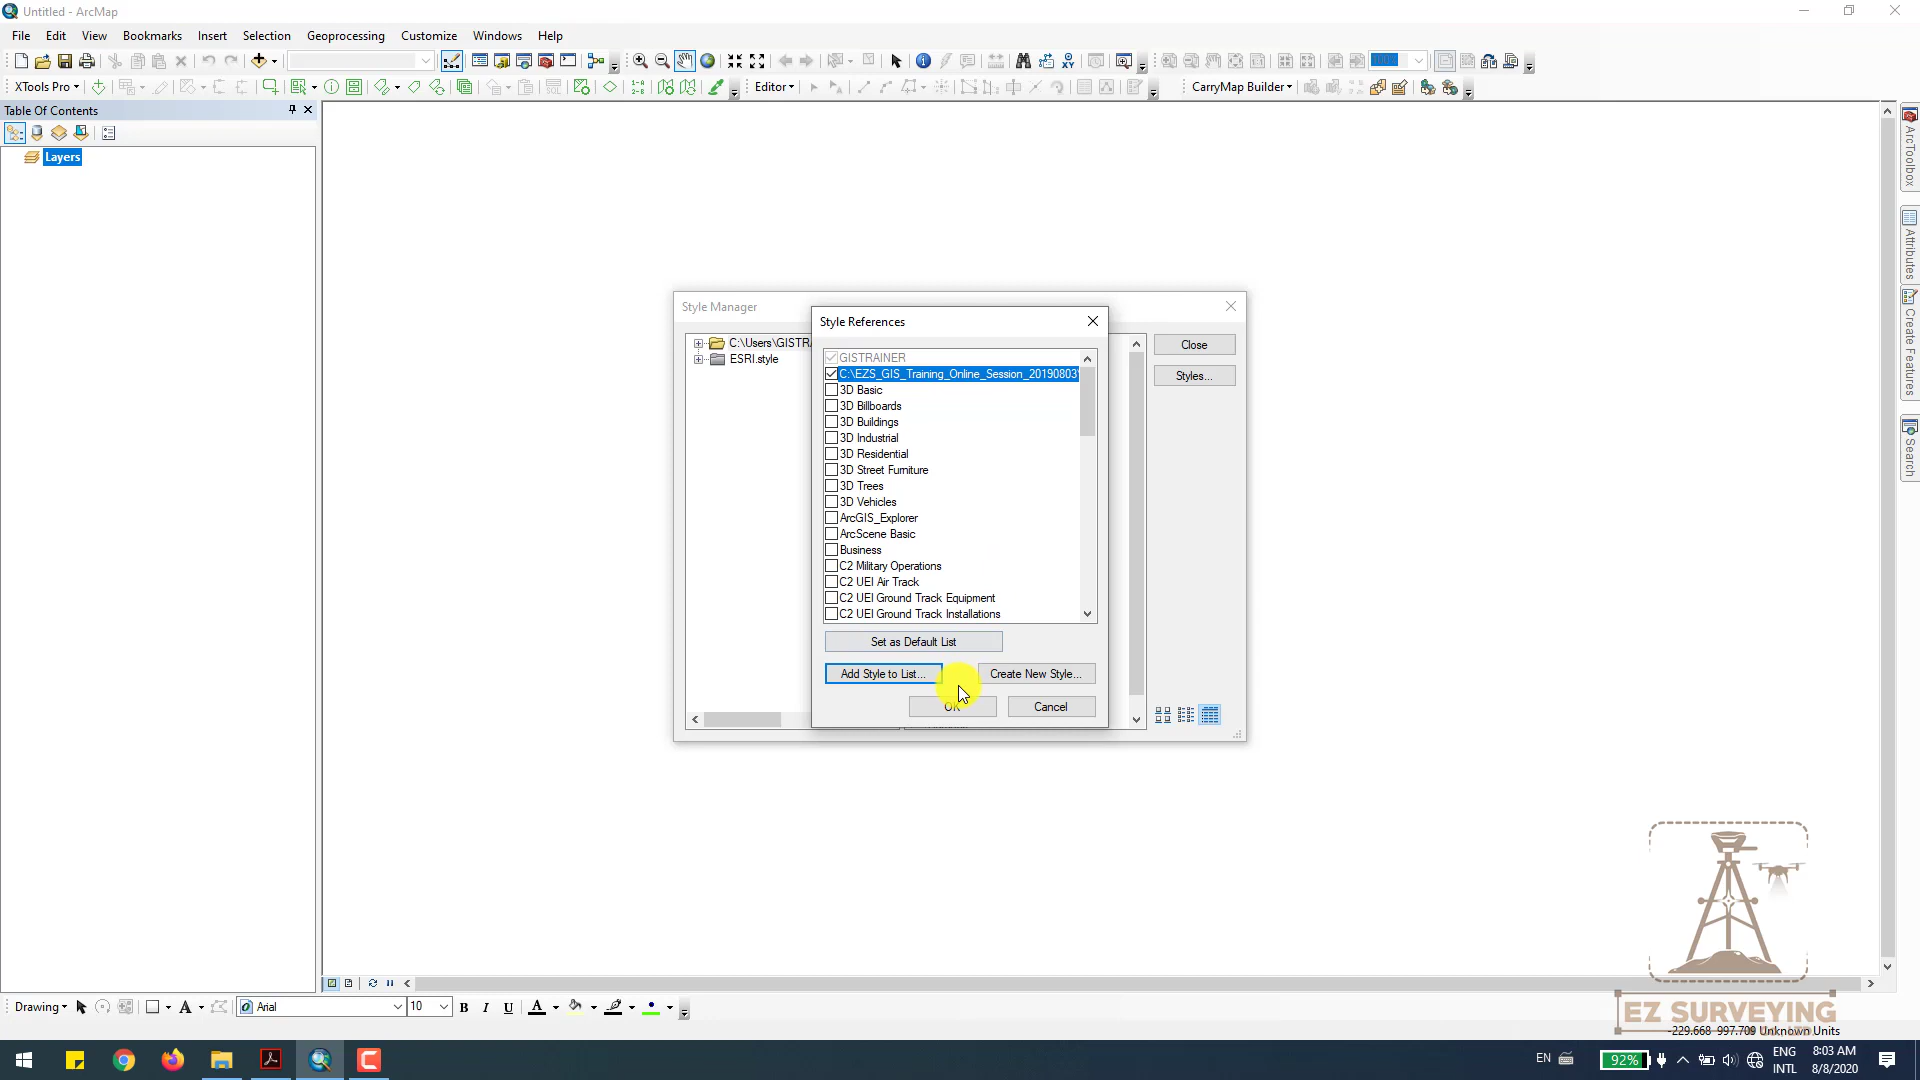 Untitled - ArcMap
File Edit View Bookmarks Insert Selection Geoprocessing Customize Windows Help
100%
XTools Pro Editor CarryMap Builder
Table Of Contents
Layers
ArcToolbox
Attributes
Create Features
Search
Style Manager
C:\Users\GISTRA
ESRI.style
Close
Styles...
Style References
GISTRAINER
C:\EZS_GIS_Training_Online_Session_20190803
3D Basic
3D Billboards
3D Buildings
3D Industrial
3D Residential
3D Street Furniture
3D Trees
3D Vehicles
ArcGIS_Explorer
ArcScene Basic
Business
C2 Military Operations
C2 UEI Air Track
C2 UEI Ground Track Equipment
C2 UEI Ground Track Installations
Set as Default List
Add Style to List... Create New Style...
OK Cancel
EZ SURVEYING
Drawing Arial 10 B I U A
-229.668 997.709 Unknown Units
EN 92% ENG INTL 8:03 AM 8/8/2020